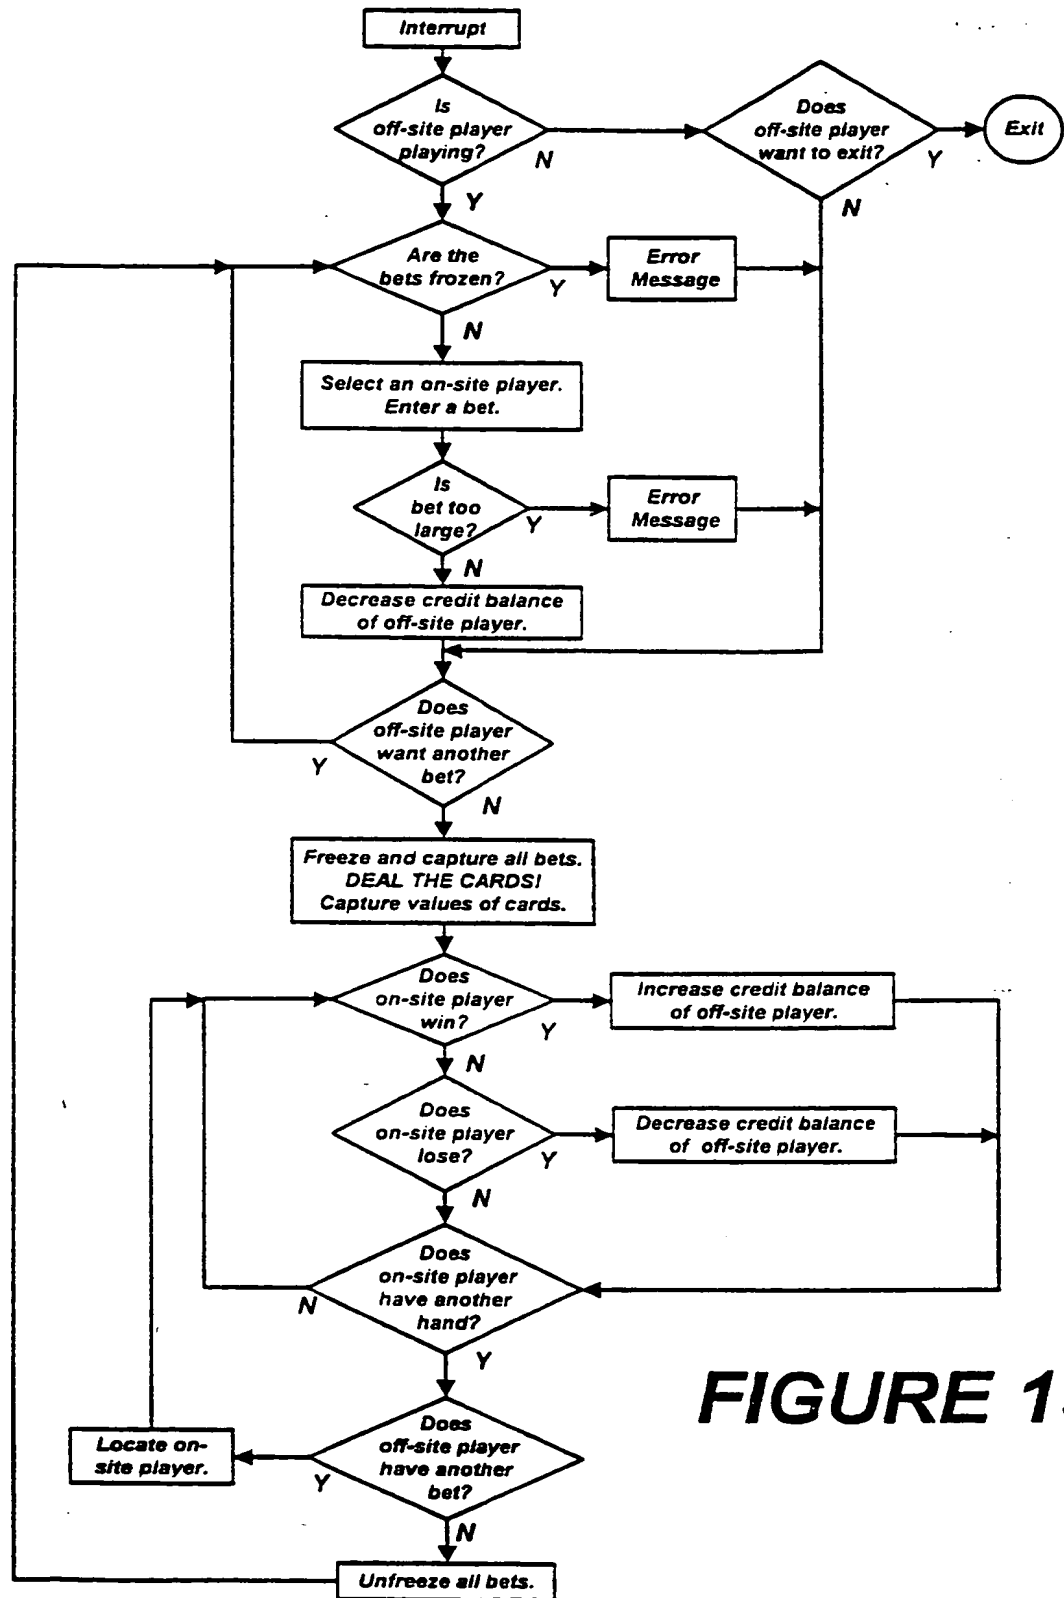 Interrupt
Is
off-site player
playing?
N
Y
Does
off-site player
want to exit?
Y
N
Exit
Are the
bets frozen?
Y
N
Error
Message
Select an on-site player.
Enter a bet.
Is
bet too
large?
Y
N
Error
Message
Decrease credit balance
of off-site player.
Does
off-site player
want another
bet?
Y
N
Freeze and capture all bets.
DEAL THE CARDS!
Capture values of cards.
Does
on-site player
win?
Y
N
Increase credit balance
of off-site player.
Does
on-site player
lose?
Y
N
Decrease credit balance
of off-site player.
Does
on-site player
have another
hand?
N
Y
Does
off-site player
have another
bet?
Y
N
Locate on-
site player.
Unfreeze all bets.
FIGURE